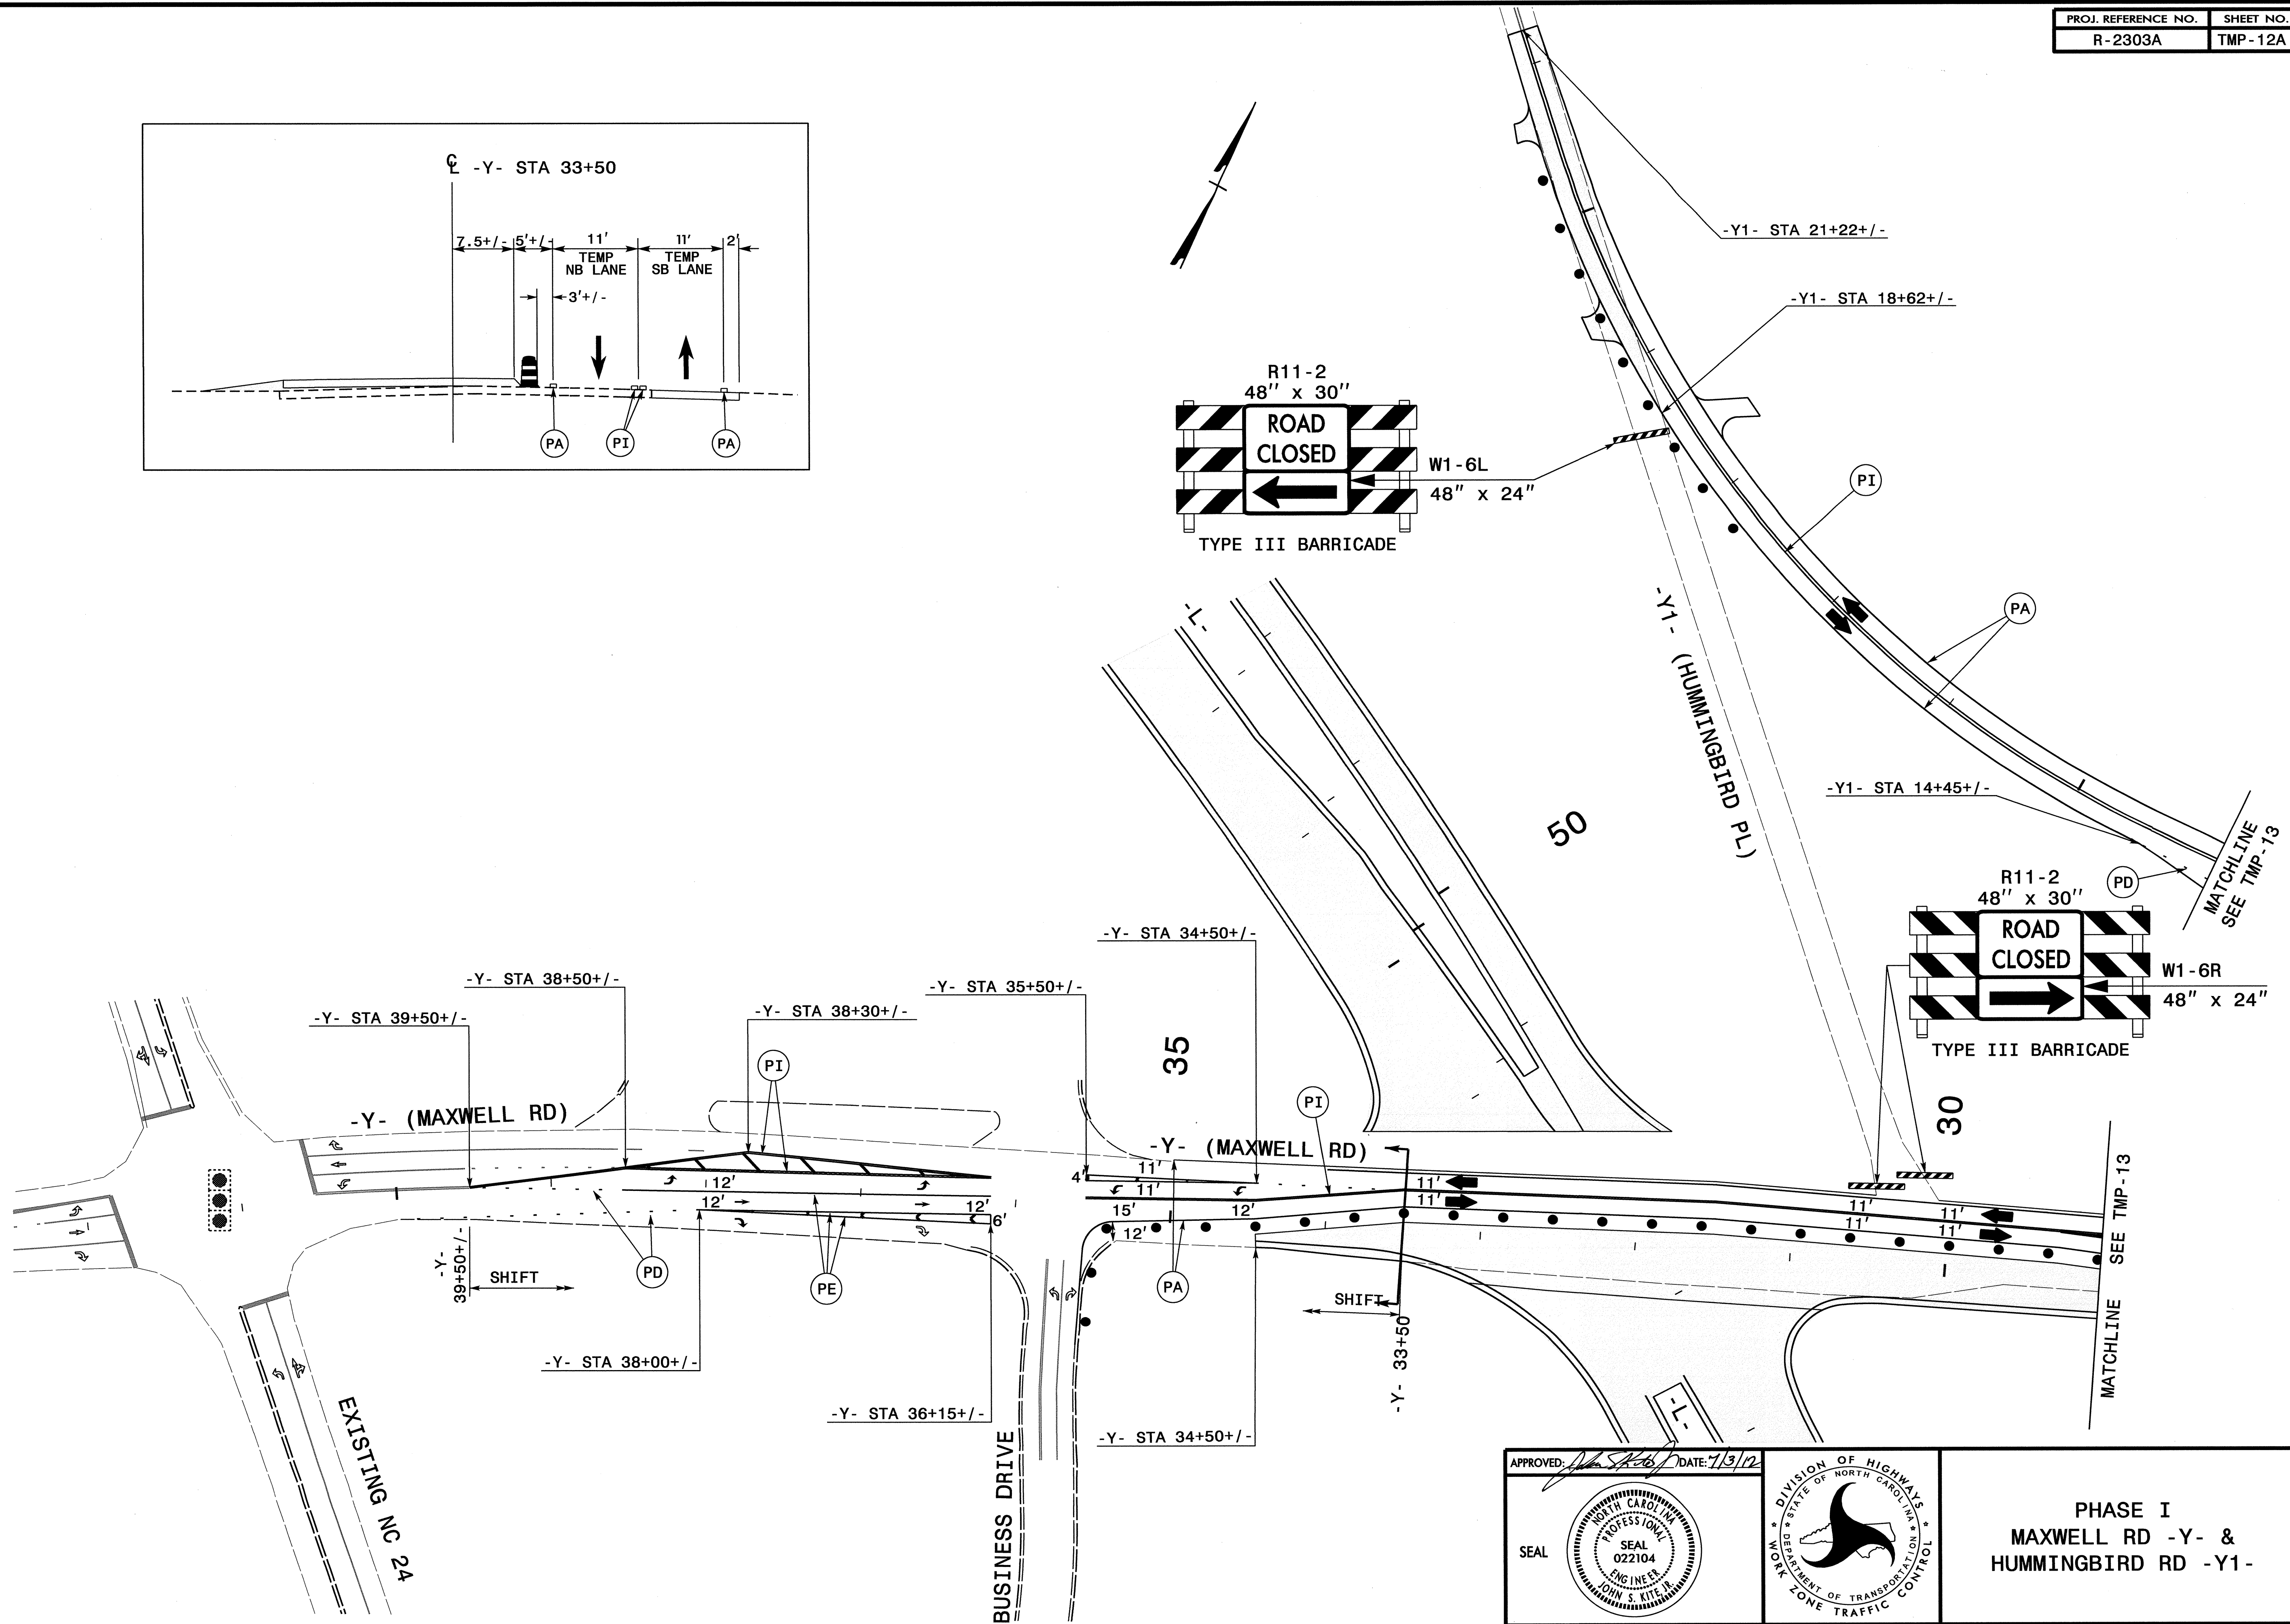 PROJ. REFERENCE NO.
SHEET NO.
R-2303A
TMP-12A
℄ -Y- STA 33+50
7.5+/-
5'+/-
11'
11'
2'
TEMP
NB LANE
TEMP
SB LANE
3'+/-
PA
PI
PA
-Y1- STA 21+22+/-
-Y1- STA 18+62+/-
R11-2
48" x 30"
ROAD
CLOSED
W1-6L
48" x 24"
TYPE III BARRICADE
PI
PA
-L-
-Y1- (HUMMINGBIRD PL)
50
-Y1- STA 14+45+/-
PD
MATCHLINE
SEE TMP-13
R11-2
48" x 30"
ROAD
CLOSED
W1-6R
48" x 24"
TYPE III BARRICADE
-Y- STA 34+50+/-
-Y- STA 38+50+/-
-Y- STA 35+50+/-
-Y- STA 39+50+/-
-Y- STA 38+30+/-
35
30
PI
PI
-Y- (MAXWELL RD)
-Y- (MAXWELL RD)
4'
11'
11'
12'
12'
12'
6'
15'
12'
12'
11'
11'
11'
11'
11'
11'
-Y-
39+50+/-
SHIFT
PD
PE
PA
SHIFT
-Y- 33+50
MATCHLINE SEE TMP-13
-Y- STA 38+00+/-
-Y- STA 36+15+/-
-Y- STA 34+50+/-
EXISTING NC 24
BUSINESS DRIVE
-L-
APPROVED:
DATE: 7/3/12
SEAL
NORTH CAROLINA
PROFESSIONAL
SEAL
022104
ENGINEER
JOHN S. KITE, JR.
DIVISION OF HIGHWAYS
STATE OF NORTH CAROLINA
DEPARTMENT OF TRANSPORTATION
WORK ZONE TRAFFIC CONTROL
PHASE I
MAXWELL RD -Y- &
HUMMINGBIRD RD -Y1-